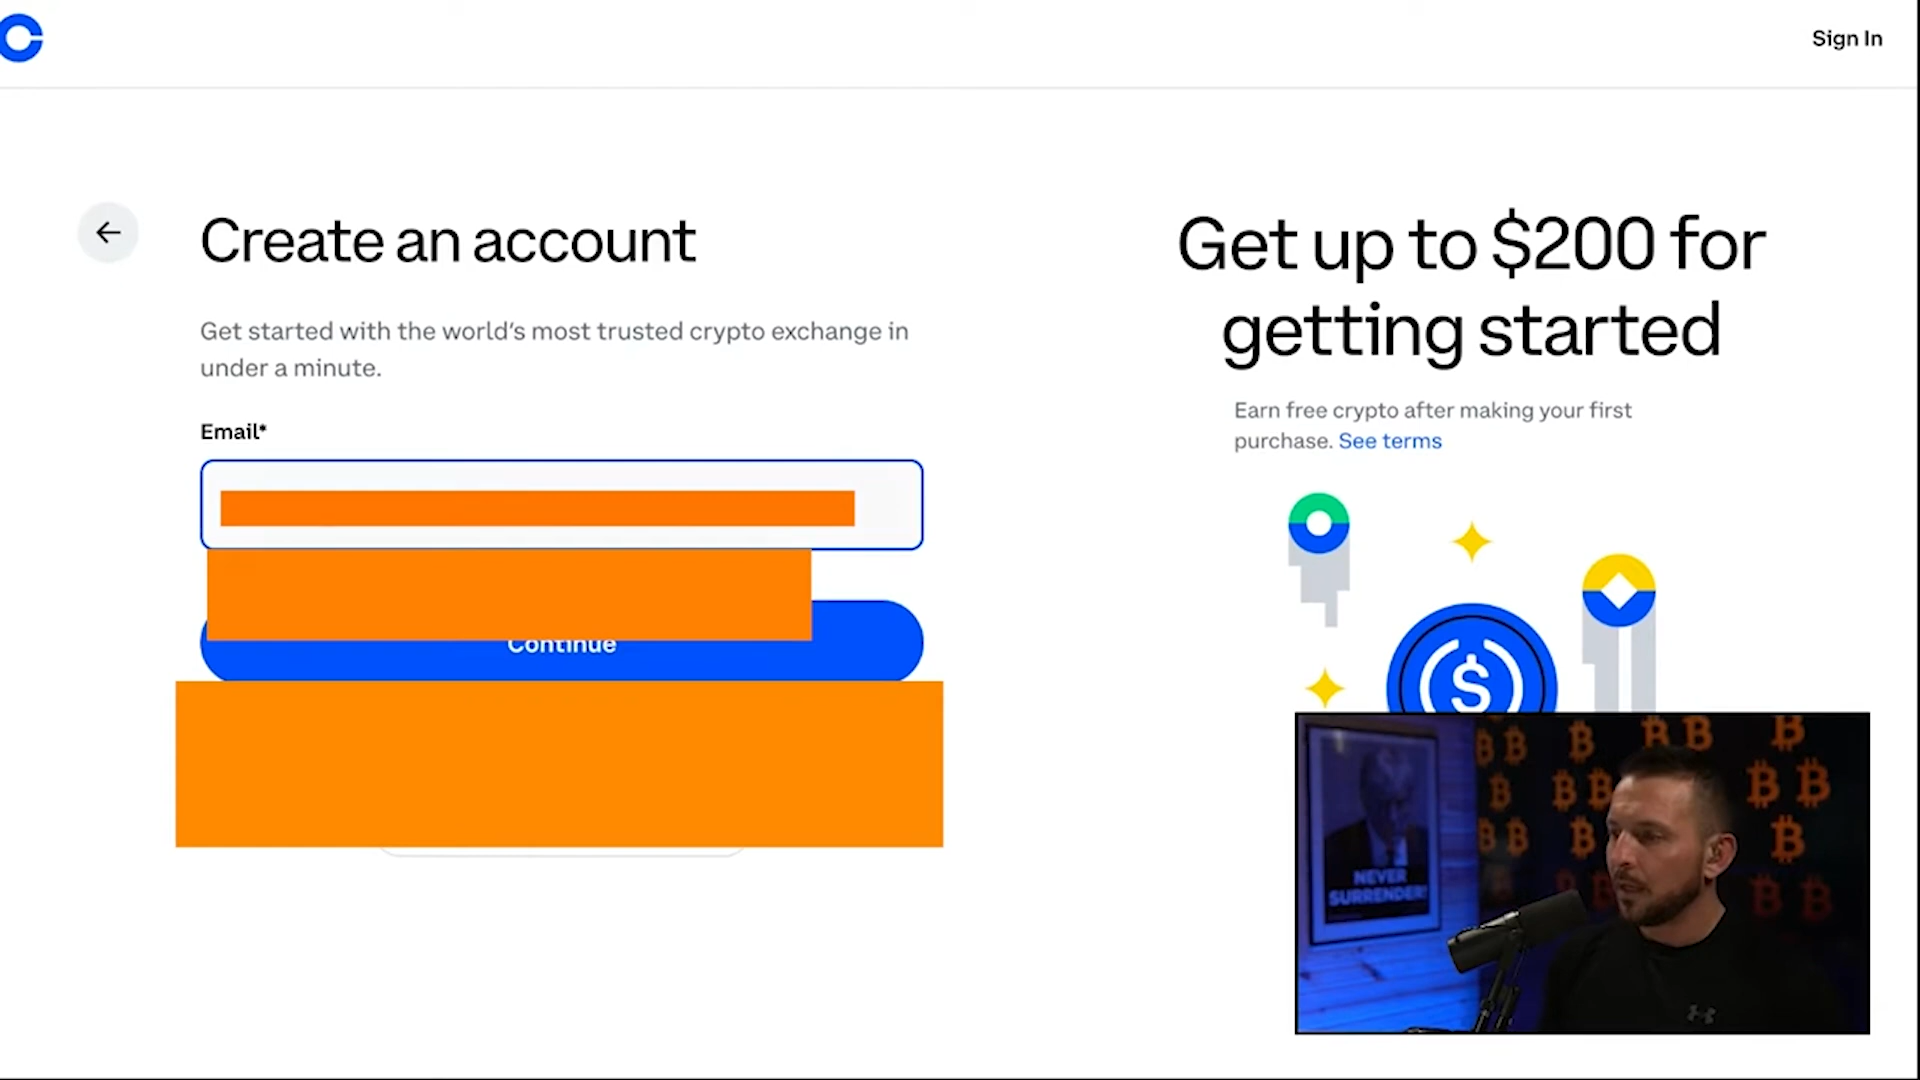 Sign In
Create an account
Get started with the world's most trusted crypto exchange in
under a minute.
Email*
Continue
Get up to $200 for
getting started
Earn free crypto after making your first
purchase. See terms
NEVER
SURRENDER!